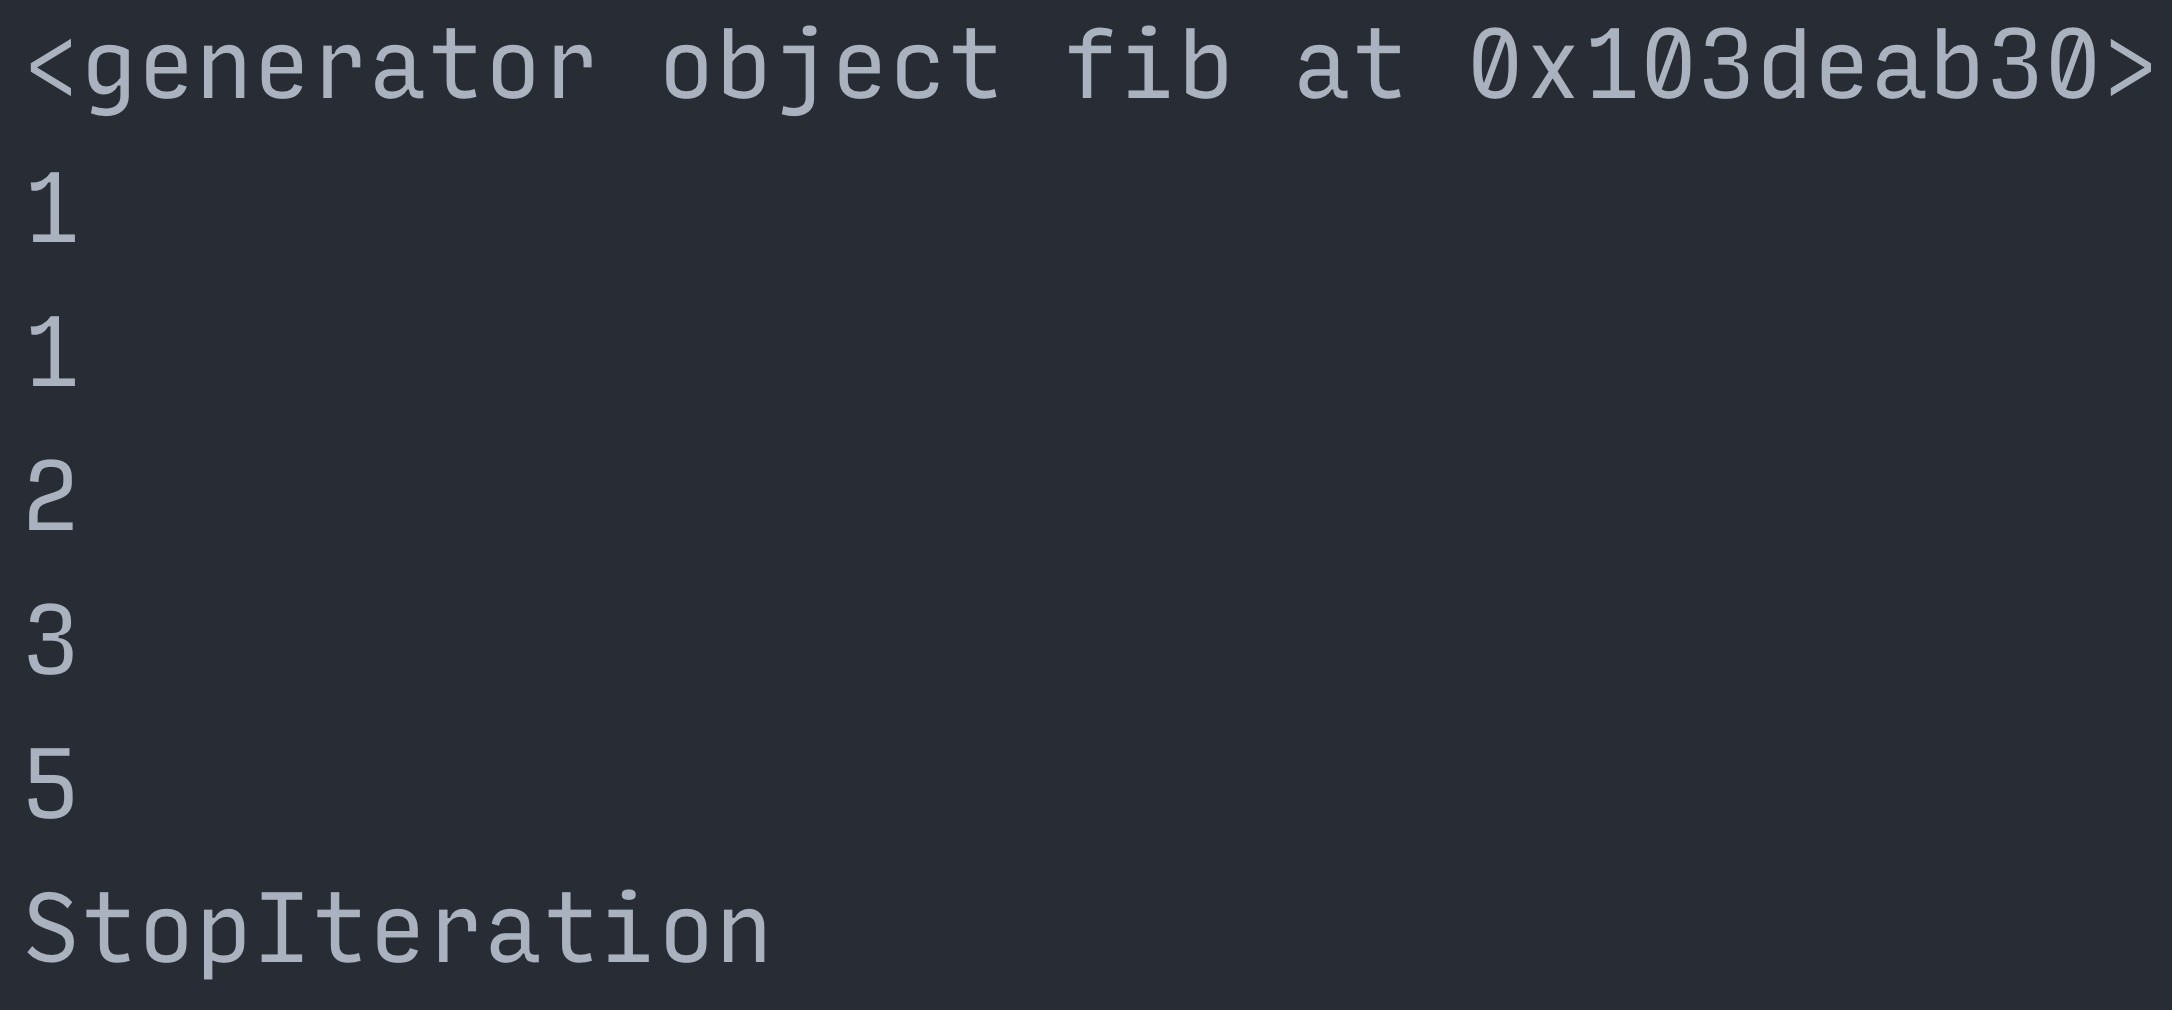 <generator object fib at 0x103deab30>
1
1
2
3
5
StopIteration